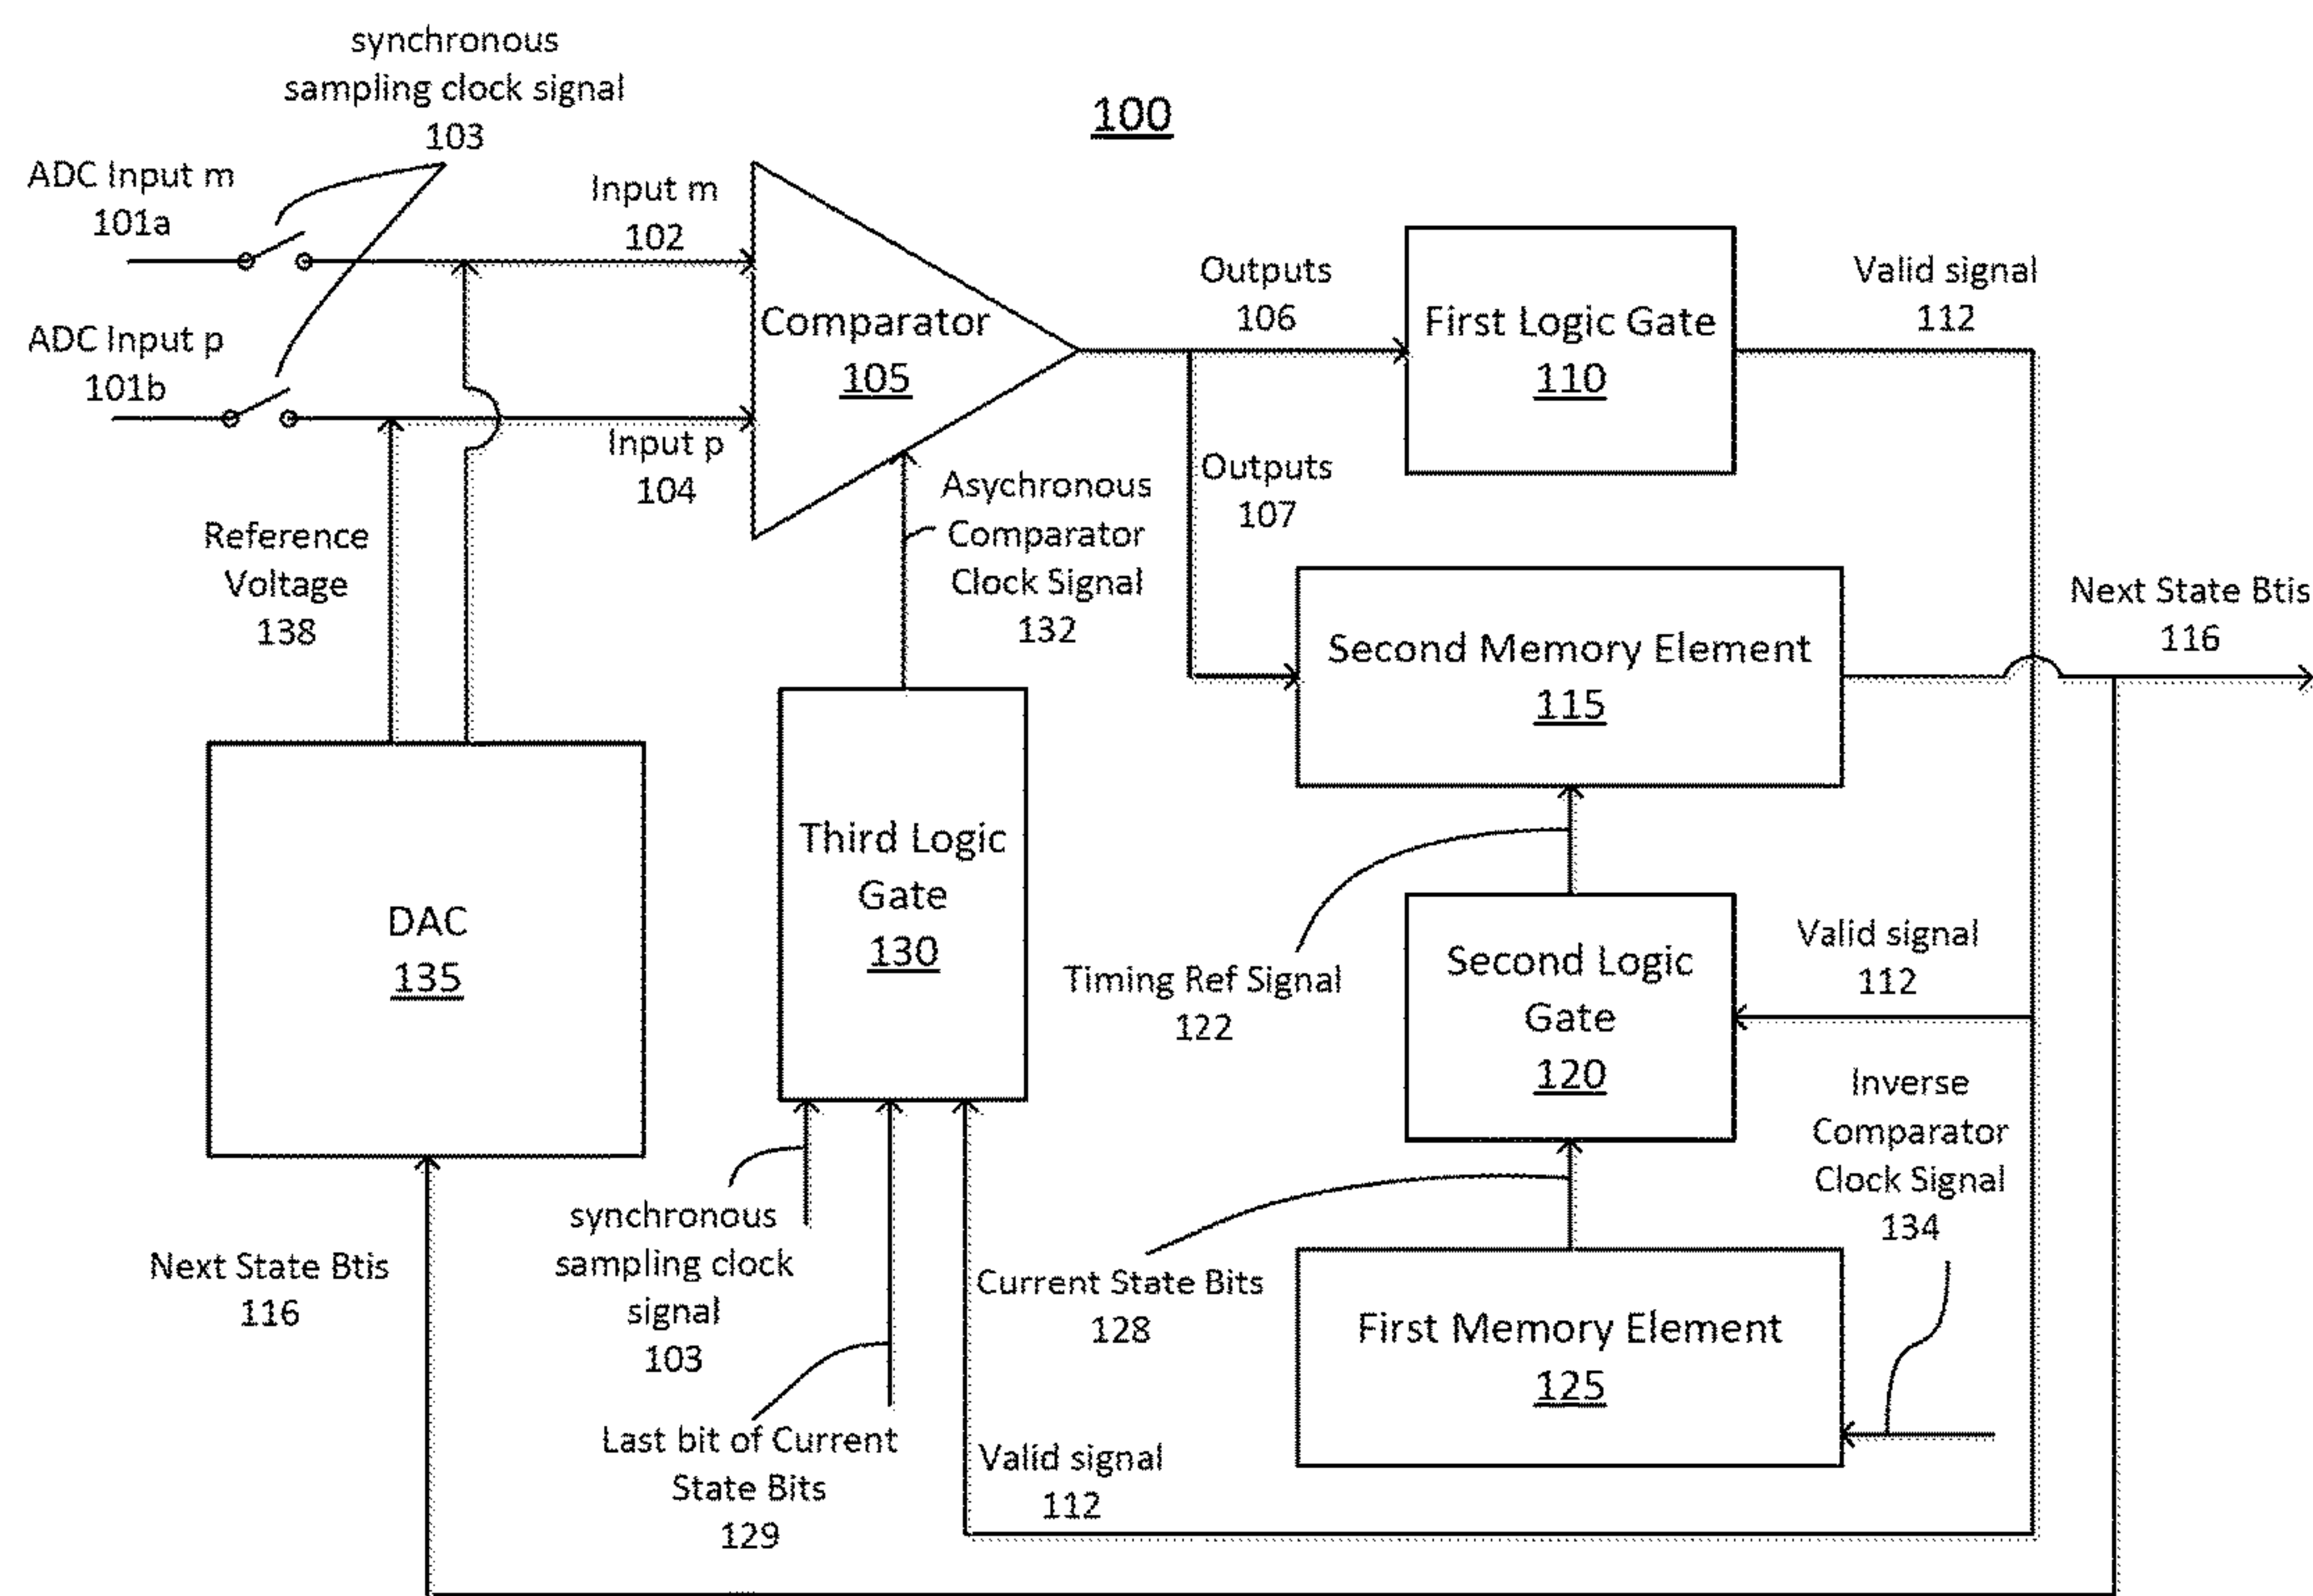 synchronous
sampling clock signal
103
100
ADC Input m
101a
Input m
102
ADC Input p
101b
Input p
104
Comparator
105
Outputs
106
First Logic Gate
110
Valid signal
112
Outputs
107
Asychronous
Comparator
Clock Signal
132
Reference
Voltage
138
Second Memory Element
115
Next State Btis
116
DAC
135
Third Logic
Gate
130
Timing Ref Signal
122
Second Logic
Gate
120
Valid signal
112
Inverse
Comparator
Clock Signal
134
Next State Btis
116
synchronous
sampling clock
signal
103
Current State Bits
128
First Memory Element
125
Last bit of Current
State Bits
129
Valid signal
112